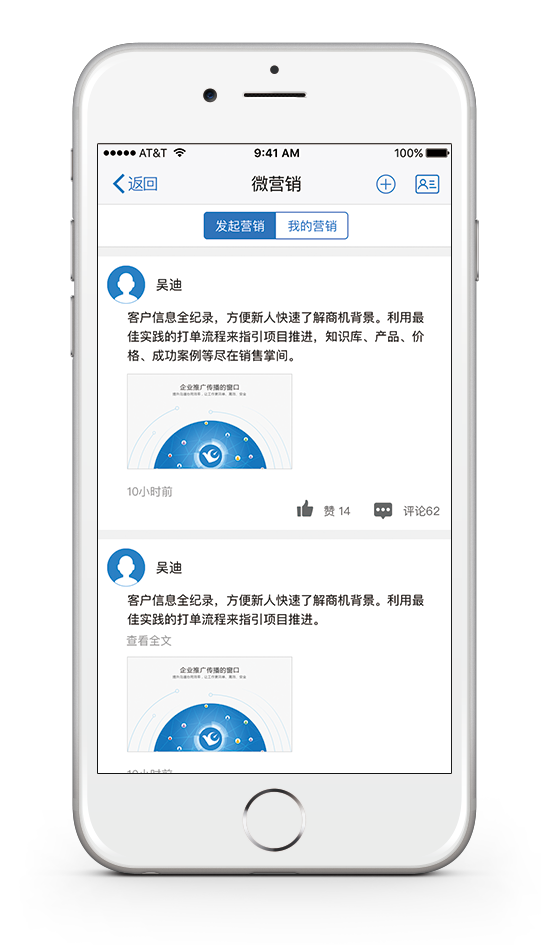 AT&T 9:41 AM 100%
返回 微营销
发起营销 我的营销
吴迪
客户信息全纪录，方便新人快速了解商机背景。利用最
佳实践的打单流程来指引项目推进，知识库、产品、价
格、成功案例等尽在销售掌间。
企业推广传播的窗口
10小时前
赞 14 评论62
吴迪
客户信息全纪录，方便新人快速了解商机背景。利用最
佳实践的打单流程来指引项目推进。
查看全文
企业推广传播的窗口
10小时前